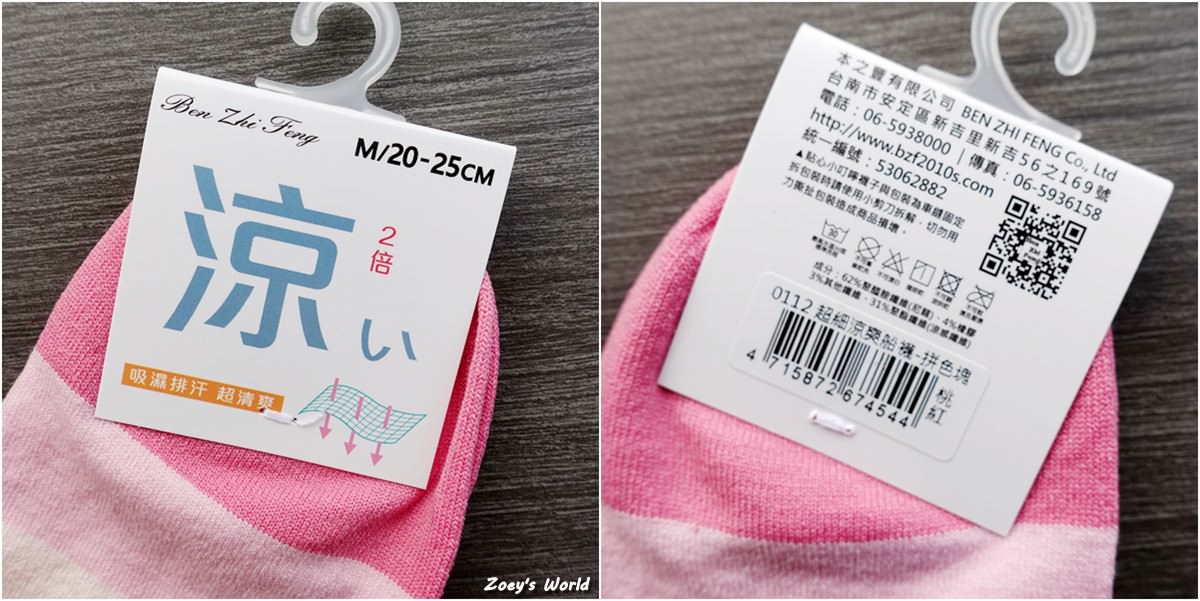 Ben Zhi Feng
M/20-25CM
涼い
2倍
吸濕排汗 超清爽
Zoey's World
本之豐有限公司 BEN ZHI FENG Co., Ltd
台南市安定區新吉里新吉56之169號
電話：06-5938000｜傳真：06-5936158
http://www.bzf2010s.com
統一編號：53062882
▲貼心小叮嚀襪子與包裝為車縫固定
拆包裝時請使用小剪刀拆解，切勿用
力撕扯包裝造成商品損壞。
30
不可漂白
成分：62%聚醯胺纖維(尼龍)．4%橡膠
3%其他纖維．31%聚酯纖維(涼感纖維)
0112 超細涼爽船襪-拼色塊
桃紅
4 715872 674544